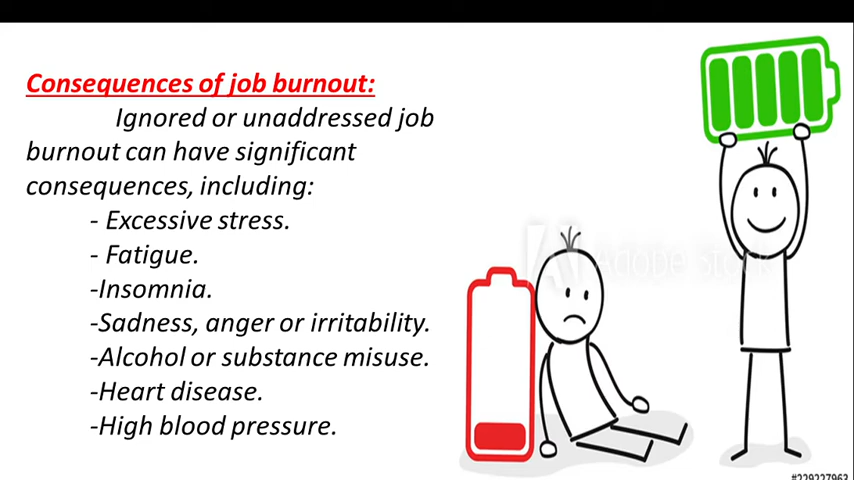 Consequences of job burnout:
Ignored or unaddressed job
burnout can have significant
consequences, including:
- Excessive stress.
- Fatigue.
-Insomnia.
-Sadness, anger or irritability.
-Alcohol or substance misuse.
-Heart disease.
-High blood pressure.
Adobe Stock
#229227963